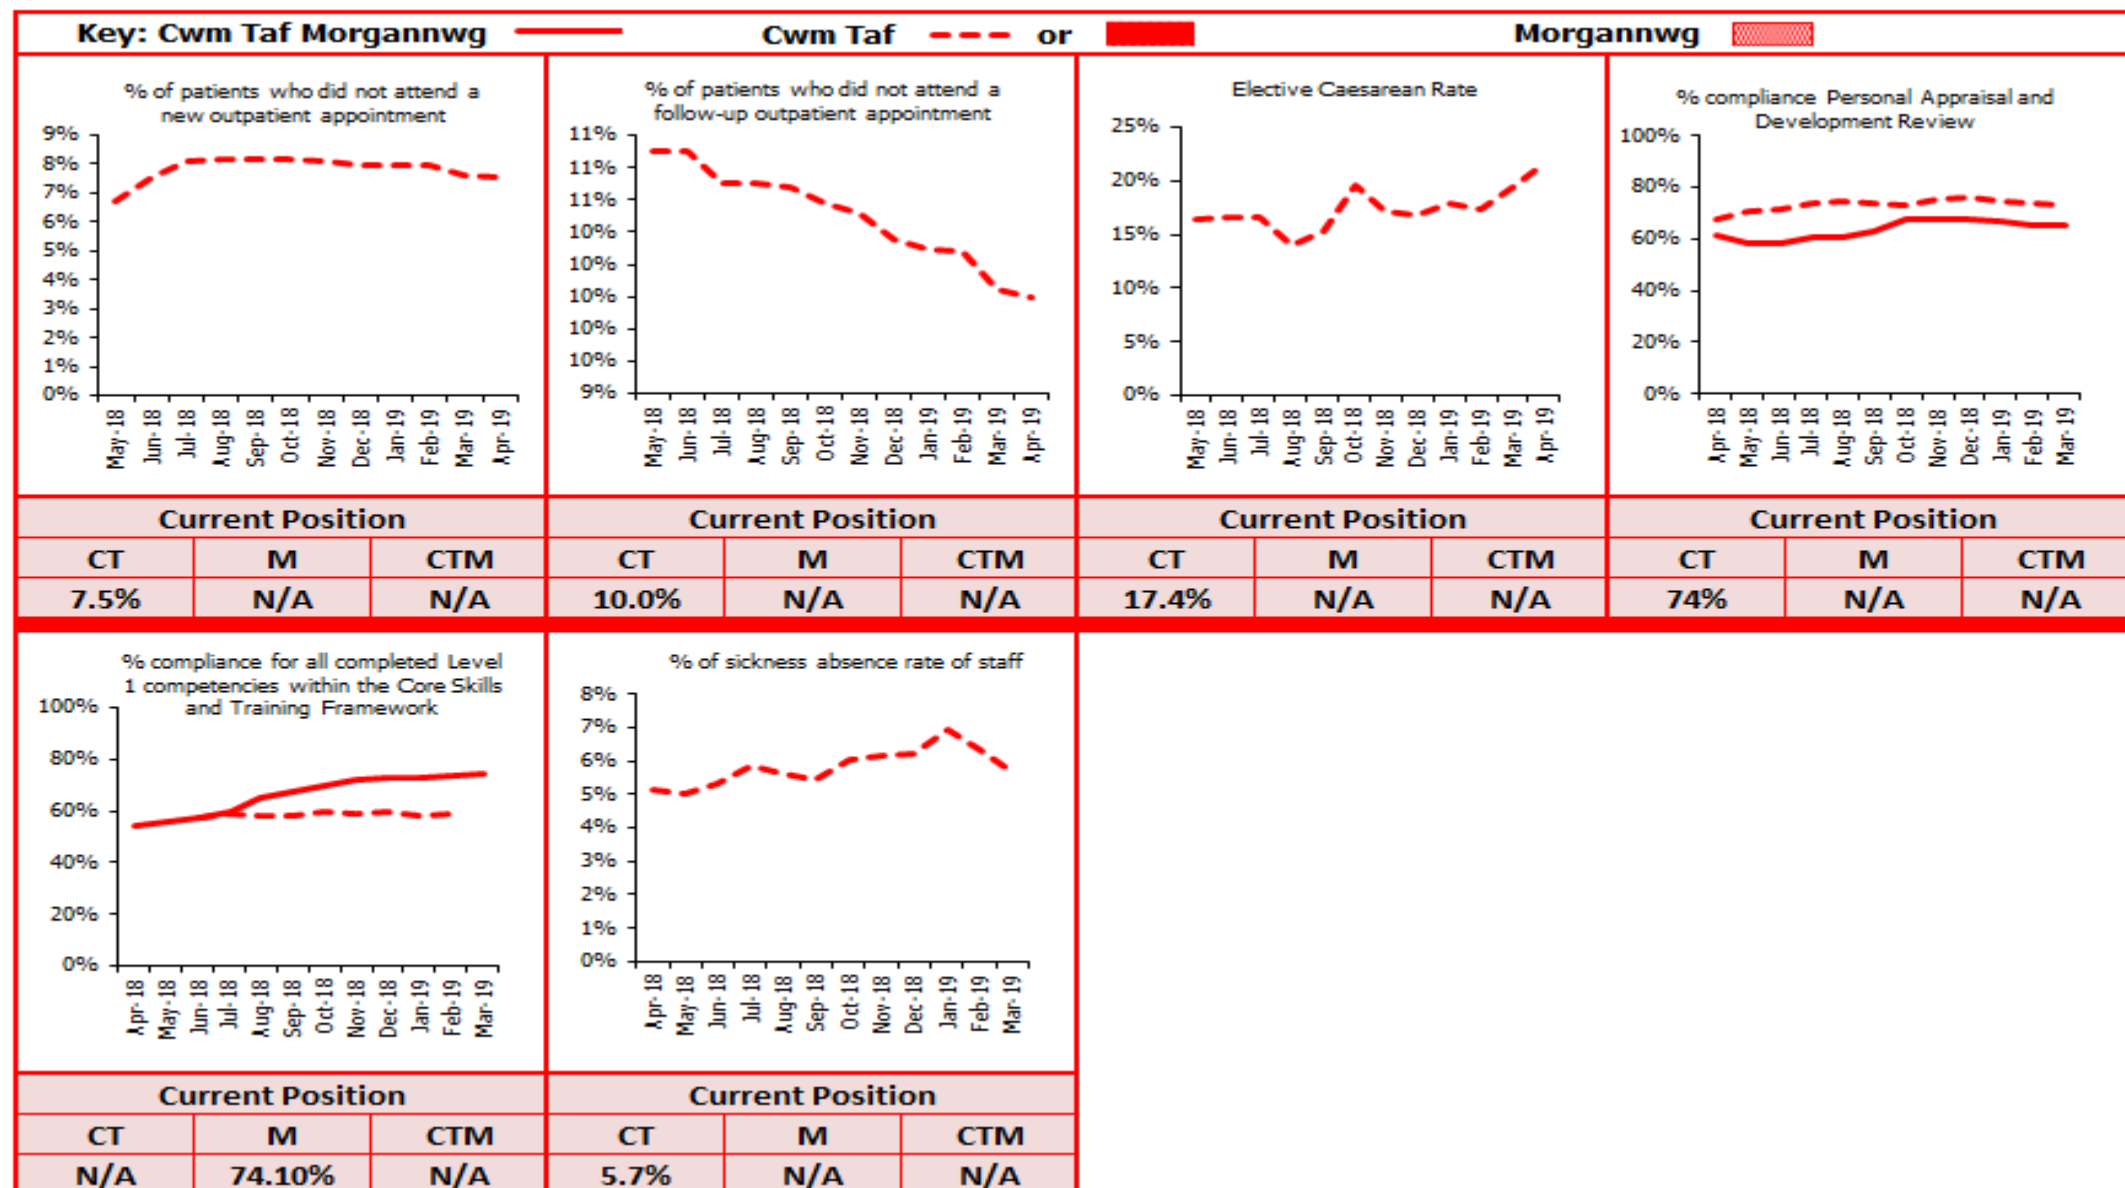 Key: Cwm Taf Morgannwg
Cwm Taf
or
Morgannwg
% of patients who did not attend a
new outpatient appointment
9%
8%
7%
6%
5%
4%
3%
2%
1%
0%
May-18 Jun-18 Jul-18 Aug-18 Sep-18 Oct-18 Nov-18 Dec-18 Jan-19 Feb-19 Mar-19 Apr-19
Current Position
CT M CTM
7.5% N/A N/A
% of patients who did not attend a
follow-up outpatient appointment
11%
11%
11%
10%
10%
10%
10%
10%
9%
May-18 Jun-18 Jul-18 Aug-18 Sep-18 Oct-18 Nov-18 Dec-18 Jan-19 Feb-19 Mar-19 Apr-19
Current Position
CT M CTM
10.0% N/A N/A
Elective Caesarean Rate
25%
20%
15%
10%
5%
0%
May-18 Jun-18 Jul-18 Aug-18 Sep-18 Oct-18 Nov-18 Dec-18 Jan-19 Feb-19 Mar-19 Apr-19
Current Position
CT M CTM
17.4% N/A N/A
% compliance Personal Appraisal and
Development Review
100%
80%
60%
40%
20%
0%
Apr-18 May-18 Jun-18 Jul-18 Aug-18 Sep-18 Oct-18 Nov-18 Dec-18 Jan-19 Feb-19 Mar-19
Current Position
CT M CTM
74% N/A N/A
% compliance for all completed Level
1 competencies within the Core Skills
and Training Framework
100%
80%
60%
40%
20%
0%
Apr-18 May-18 Jun-18 Jul-18 Aug-18 Sep-18 Oct-18 Nov-18 Dec-18 Jan-19 Feb-19 Mar-19
Current Position
CT M CTM
N/A 74.10% N/A
% of sickness absence rate of staff
8%
7%
6%
5%
4%
3%
2%
1%
0%
Apr-18 May-18 Jun-18 Jul-18 Aug-18 Sep-18 Oct-18 Nov-18 Dec-18 Jan-19 Feb-19 Mar-19
Current Position
CT M CTM
5.7% N/A N/A